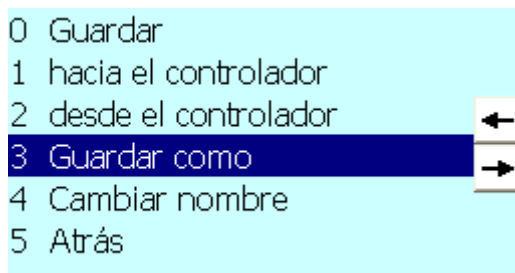 0 Guardar
1 hacia el controlador
2 desde el controlador
3 Guardar como
4 Cambiar nombre
5 Atrás